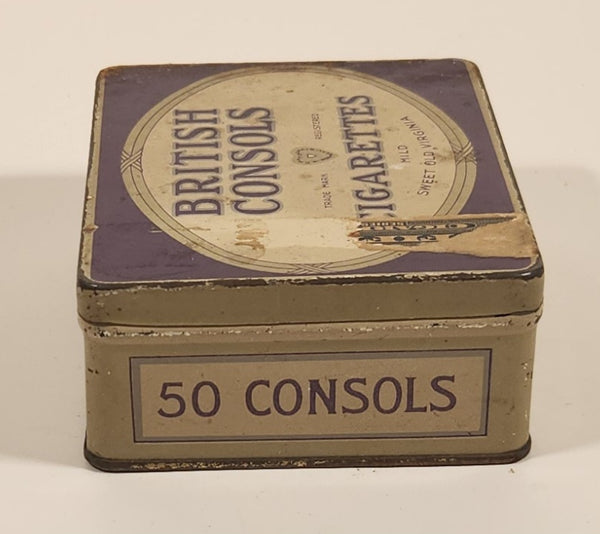 BRITISH
CONSOLS
TRADE MARK REGISTERED
CIGARETTES
MILD
SWEET OLD VIRGINIA
50 CONSOLS